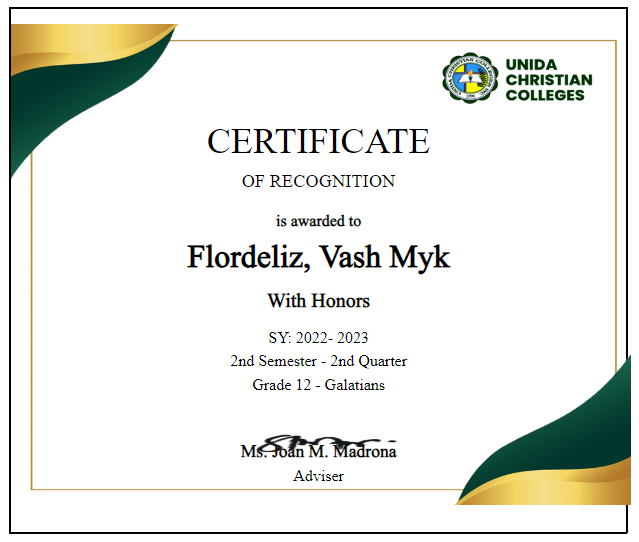 UNIDA
CHRISTIAN
COLLEGES
CERTIFICATE
OF RECOGNITION
is awarded to
Flordeliz, Vash Myk
With Honors
SY: 2022- 2023
2nd Semester - 2nd Quarter
Grade 12 - Galatians
Ms. Joan M. Madrona
Adviser